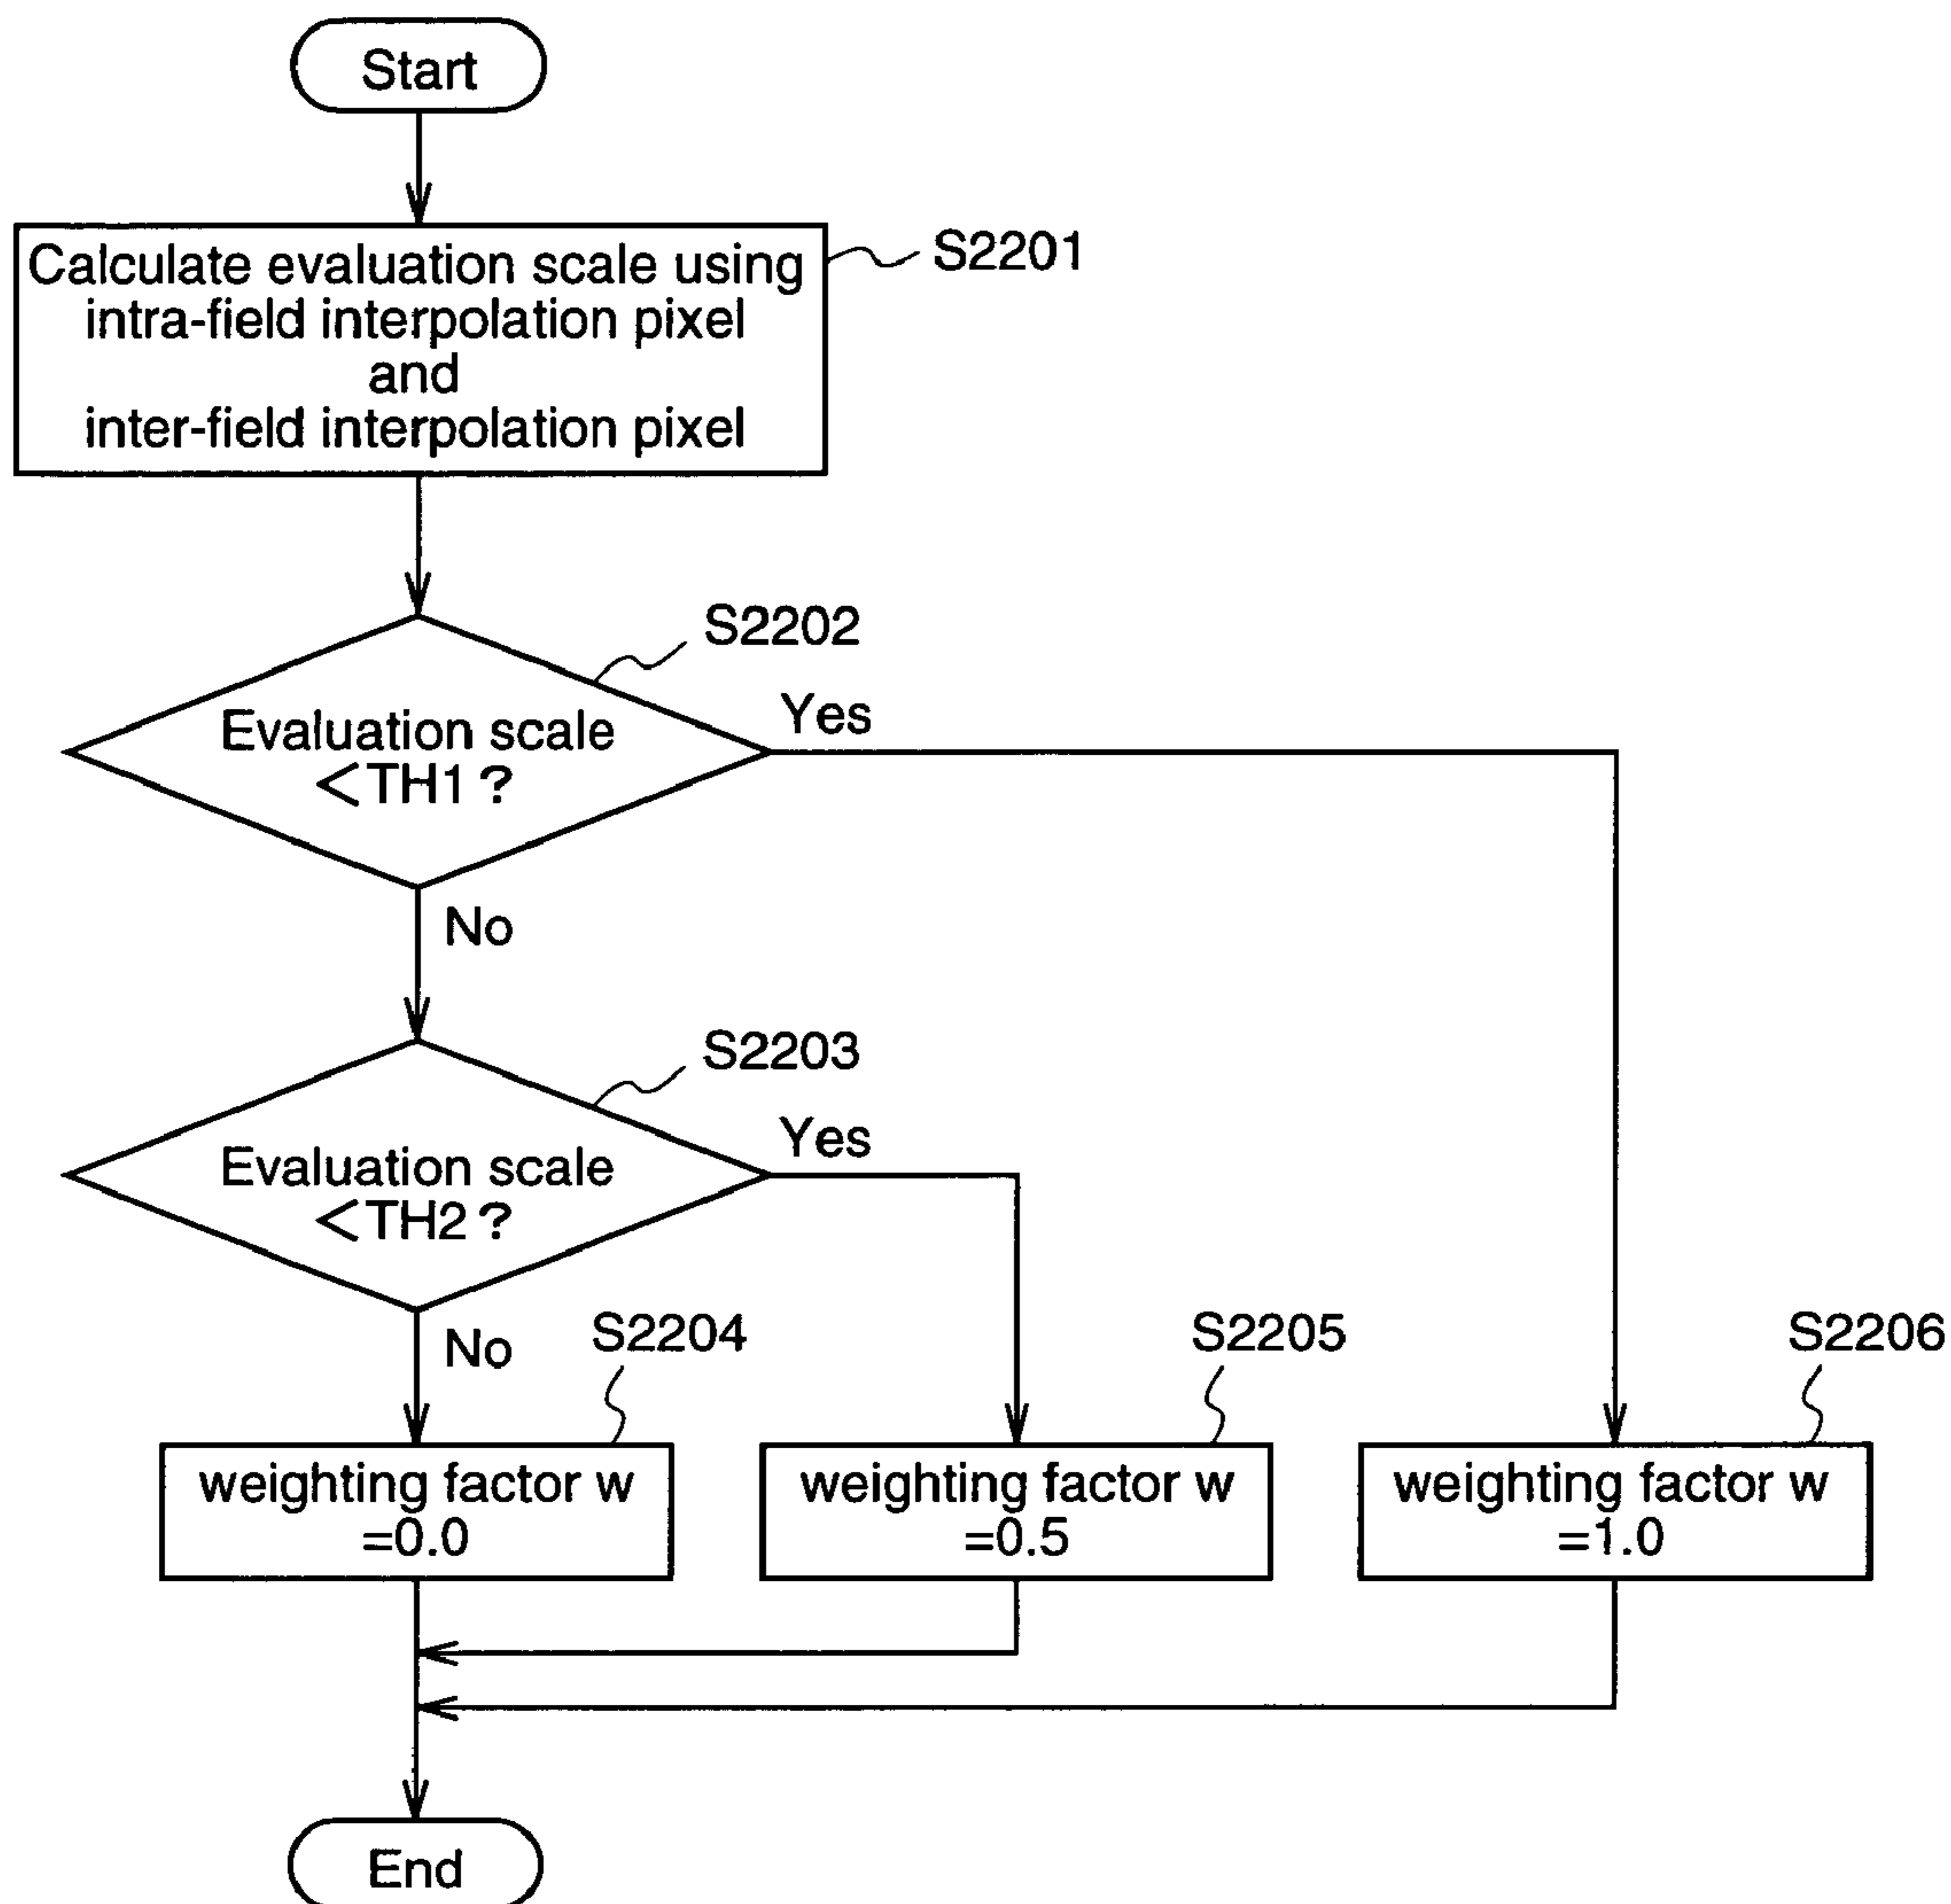 Start
Calculate evaluation scale using
intra-field interpolation pixel
and
inter-field interpolation pixel
S2201
S2202
Evaluation scale
<TH1?
Yes
No
S2203
Evaluation scale
<TH2?
Yes
No
S2204
weighting factor w
=0.0
S2205
weighting factor w
=0.5
S2206
weighting factor w
=1.0
End